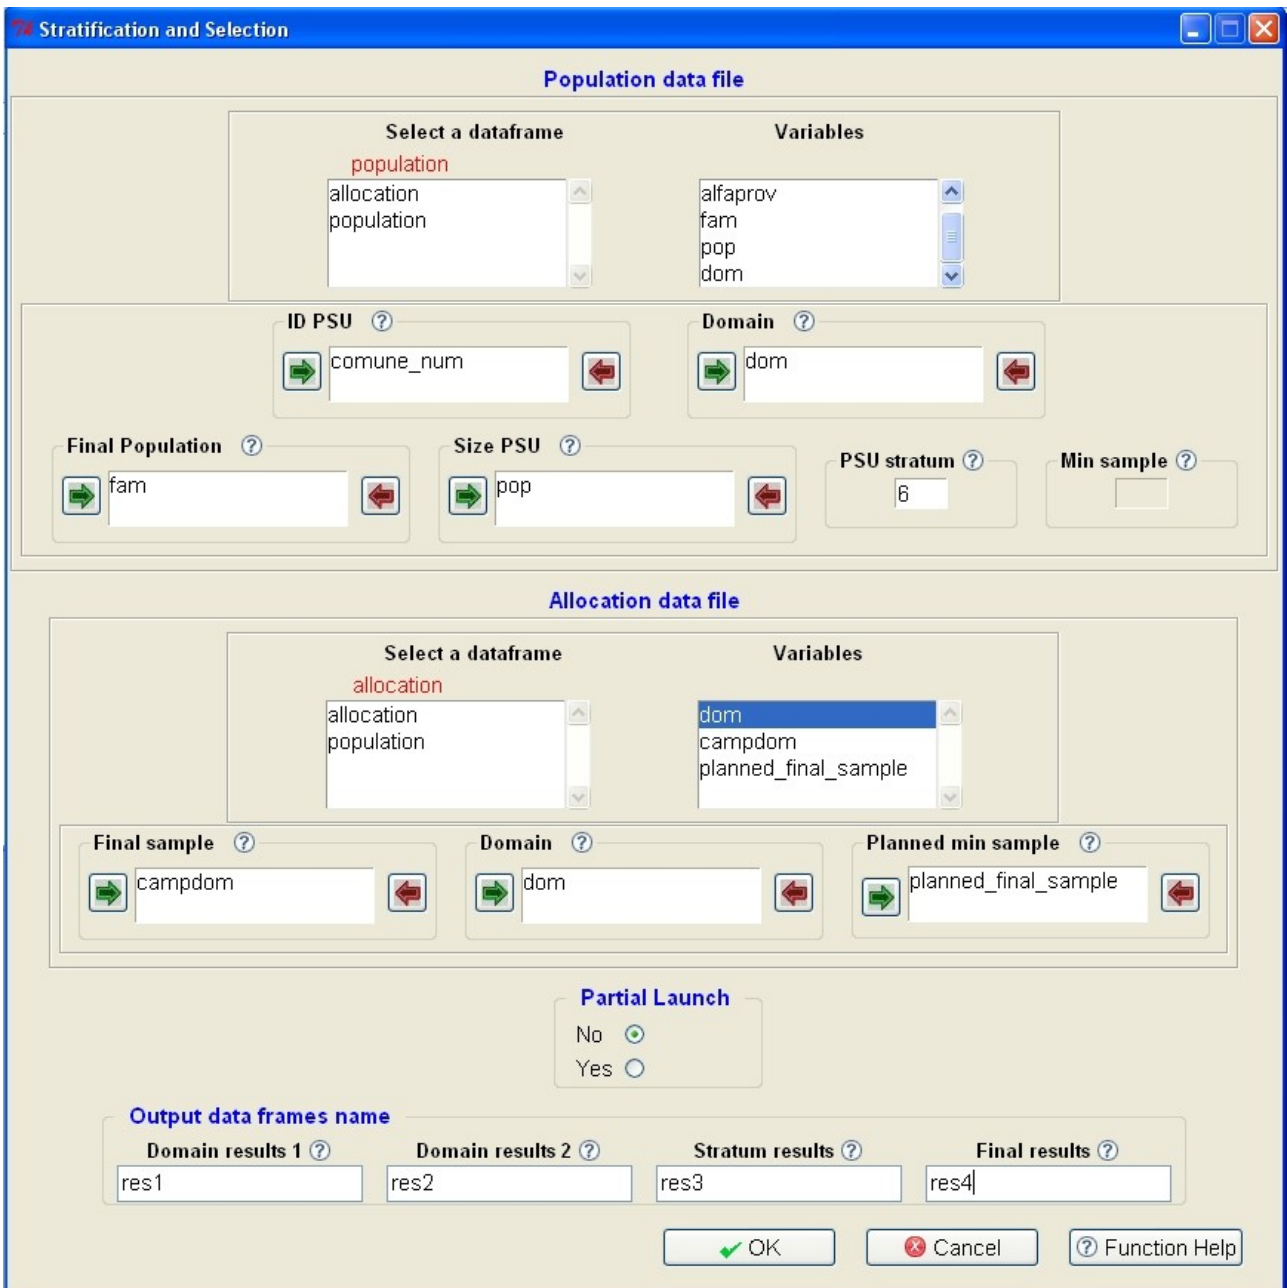 Stratification and Selection
Population data file
Select a dataframe
Variables
population
allocation
population
alfaprov
fam
pop
dom
ID PSU
comune_num
Domain
dom
Final Population
fam
Size PSU
pop
PSU stratum
6
Min sample
Allocation data file
Select a dataframe
Variables
allocation
allocation
population
dom
campdom
planned_final_sample
Final sample
campdom
Domain
dom
Planned min sample
planned_final_sample
Partial Launch
No
Yes
Output data frames name
Domain results 1
Domain results 2
Stratum results
Final results
res1
res2
res3
res4
OK
Cancel
Function Help